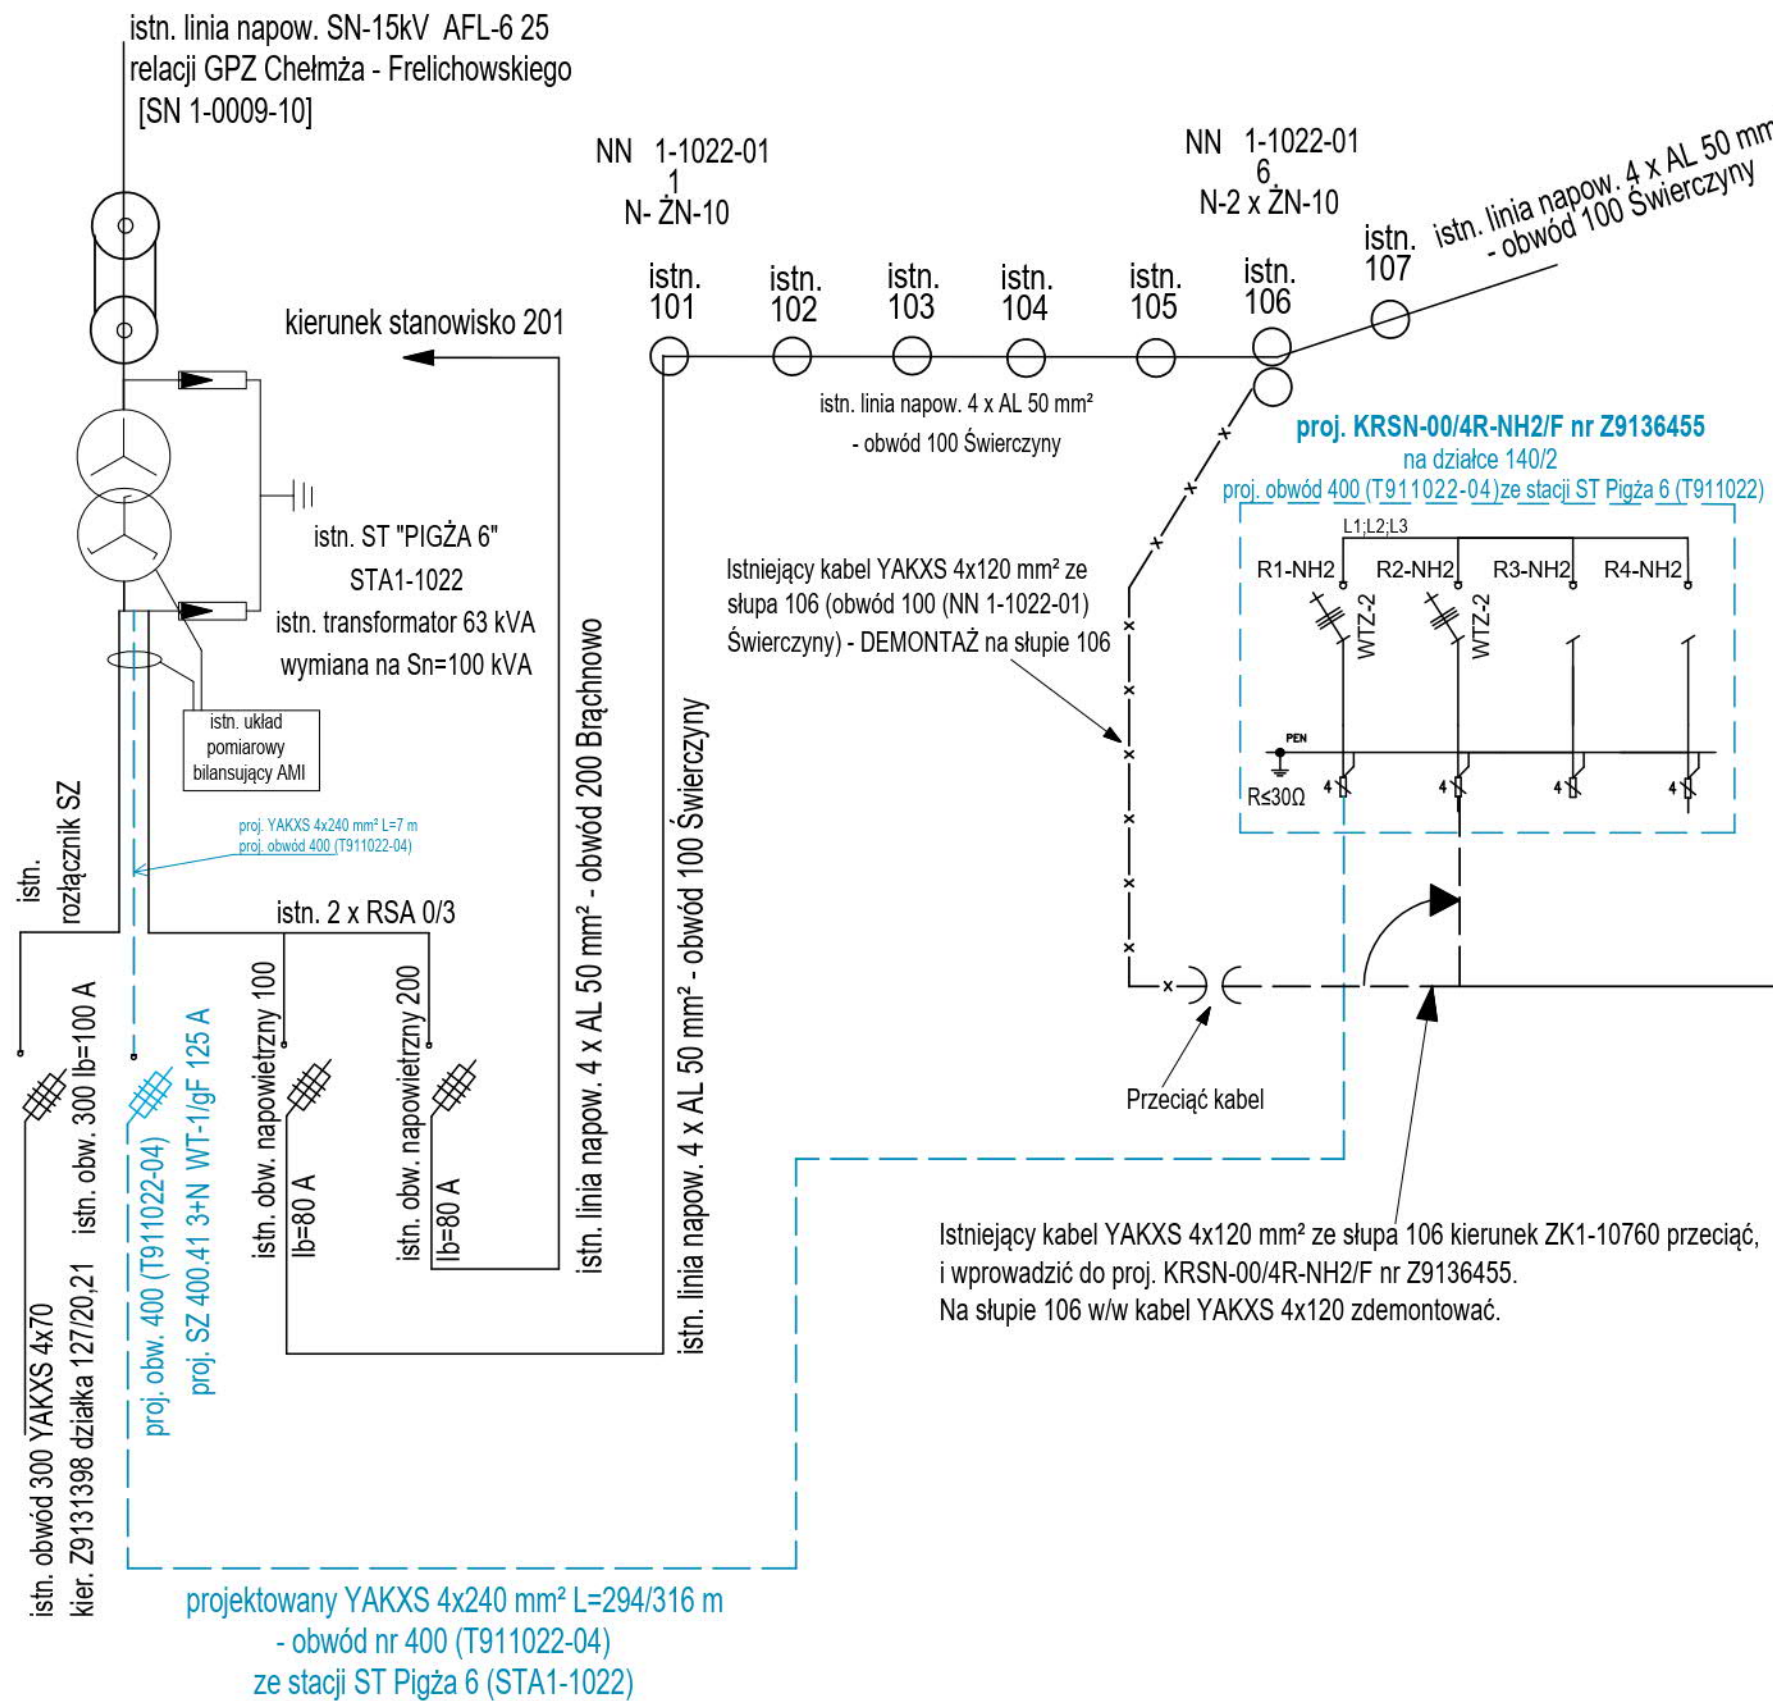 istn. linia napow. SN-15kV AFL-6 25
relacji GPZ Chełmża - Frelichowskiego
[SN 1-0009-10]
NN 1-1022-01
1
N- ŻN-10
NN 1-1022-01
6
N-2 x ŻN-10
istn. linia napow. 4 x AL 50 mm
- obwód 100 Świerczyny
istn.
101
istn.
102
istn.
103
istn.
104
istn.
105
istn.
106
istn.
107
kierunek stanowisko 201
istn. linia napow. 4 x AL 50 mm²
- obwód 100 Świerczyny
proj. KRSN-00/4R-NH2/F nr Z9136455
na działce 140/2
proj. obwód 400 (T911022-04)ze stacji ST Pigża 6 (T911022)
L1;L2;L3
R1-NH2
R2-NH2
R3-NH2
R4-NH2
WTZ-2
WTZ-2
PEN
R≤30Ω
4
4
4
4
istn. ST "PIGŻA 6"
STA1-1022
istn. transformator 63 kVA
wymiana na Sn=100 kVA
istn. układ
pomiarowy
bilansujący AMI
Istniejący kabel YAKXS 4x120 mm² ze
słupa 106 (obwód 100 (NN 1-1022-01)
Świerczyny) - DEMONTAŻ na słupie 106
proj. YAKXS 4x240 mm² L=7 m
proj. obwód 400 (T911022-04)
istn.
rozłącznik SZ
istn. 2 x RSA 0/3
istn. obwód 300 YAKXS 4x70
kier. Z9131398 działka 127/20,21 istn. obw. 300 Ib=100 A
proj. obw. 400 (T911022-04)
proj. SZ 400.41 3+N WT-1/gF 125 A
istn. obw. napowietrzny 100
Ib=80 A
istn. obw. napowietrzny 200
Ib=80 A
istn. linia napow. 4 x AL 50 mm² - obwód 200 Brąchnowo
istn. linia napow. 4 x AL 50 mm² - obwód 100 Świerczyny
Przeciąć kabel
Istniejący kabel YAKXS 4x120 mm² ze słupa 106 kierunek ZK1-10760 przeciąć,
i wprowadzić do proj. KRSN-00/4R-NH2/F nr Z9136455.
Na słupie 106 w/w kabel YAKXS 4x120 zdemontować.
projektowany YAKXS 4x240 mm² L=294/316 m
- obwód nr 400 (T911022-04)
ze stacji ST Pigża 6 (STA1-1022)